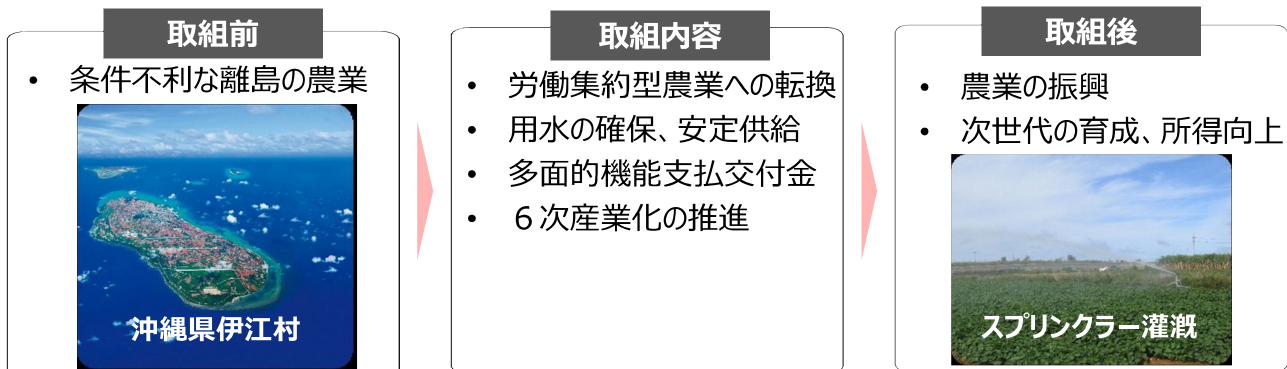 取組前
• 条件不利な離島の農業
沖縄県伊江村
取組内容
• 労働集約型農業への転換
• 用水の確保、安定供給
• 多面的機能支払交付金
• ６次産業化の推進
取組後
• 農業の振興
• 次世代の育成、所得向上
スプリンクラー灌漑